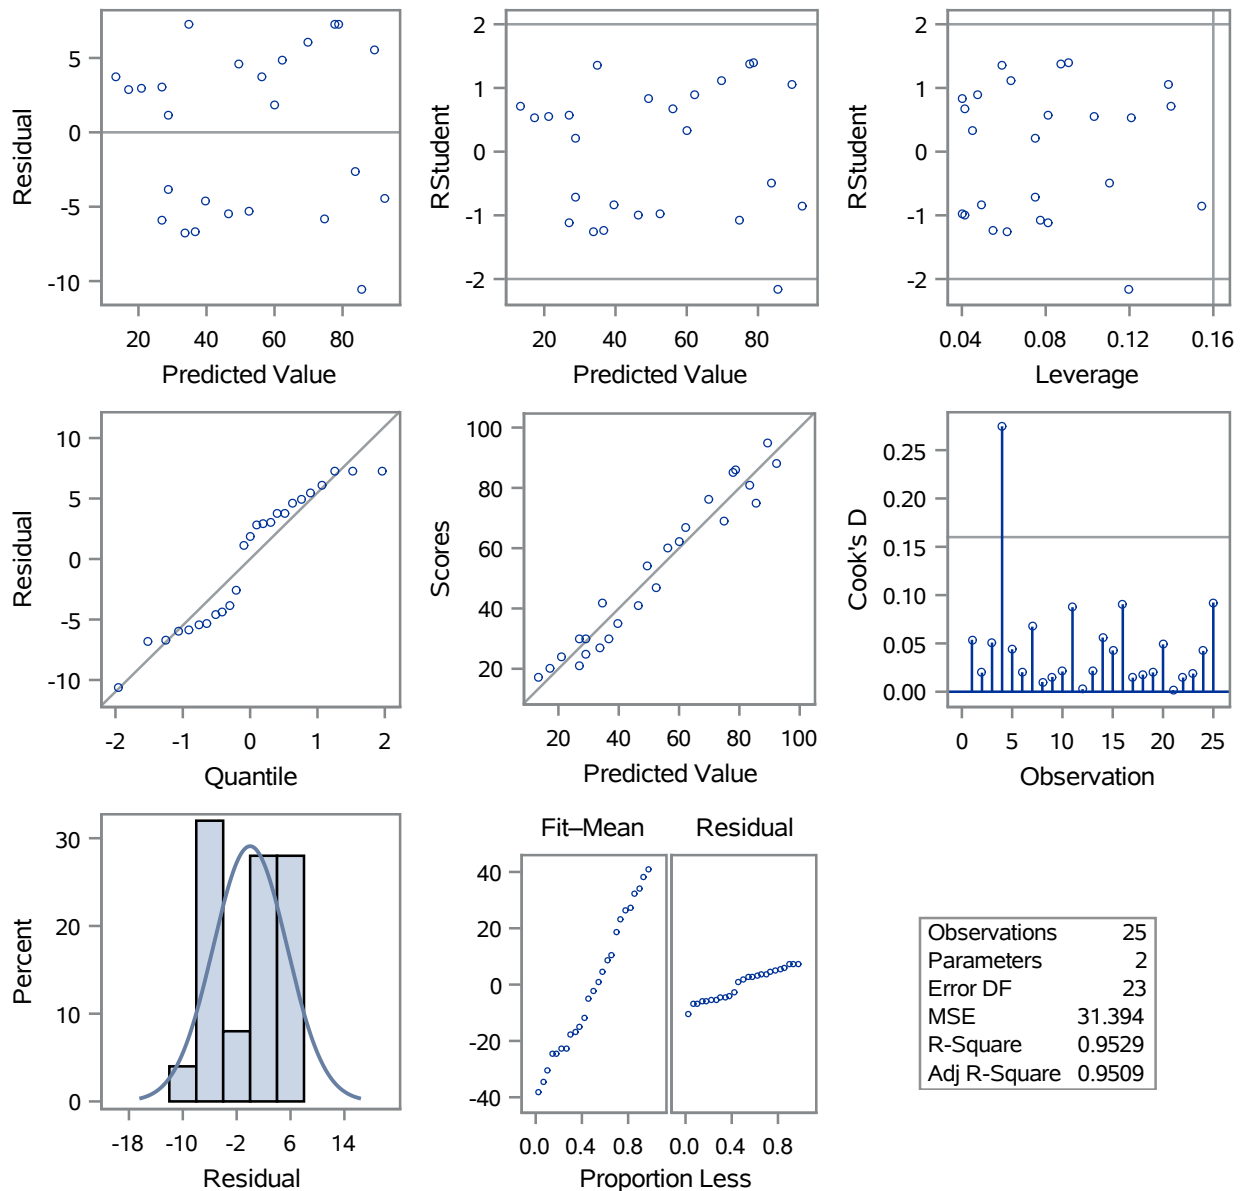 5
0
-5
-10
20 40 60 80
Residual
Predicted Value
2
1
0
-1
-2
20 40 60 80
RStudent
Predicted Value
2
1
0
-1
-2
0.04 0.08 0.12 0.16
RStudent
Leverage
10
5
0
-5
-10
-2 -1 0 1 2
Residual
Quantile
100
80
60
40
20
20 40 60 80 100
Scores
Predicted Value
0.25
0.20
0.15
0.10
0.05
0.00
0 5 10 15 20 25
Cook's D
Observation
30
20
10
0
-18 -10 -2 6 14
Percent
Residual
Fit–Mean Residual
40
20
0
-20
-40
0.0 0.4 0.8 0.0 0.4 0.8
Proportion Less
Observations 25
Parameters 2
Error DF 23
MSE 31.394
R-Square 0.9529
Adj R-Square 0.9509